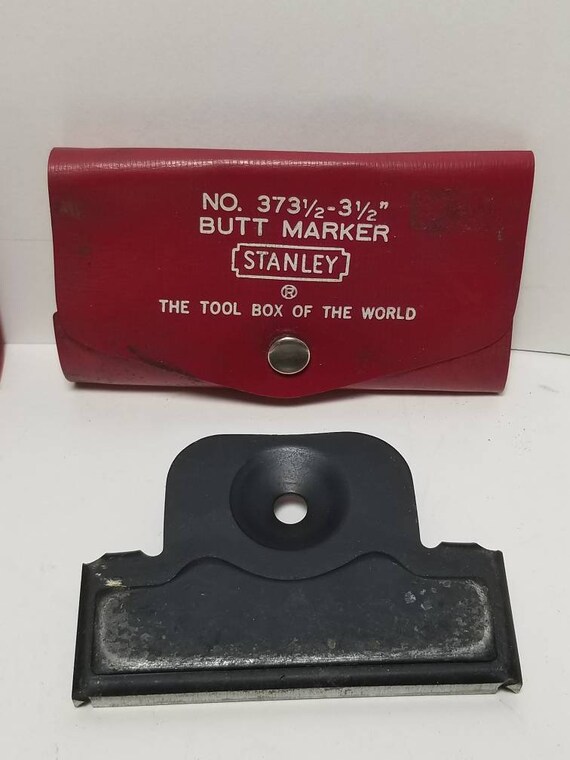 NO. 373½-3½"
BUTT MARKER
STANLEY
®
THE TOOL BOX OF THE WORLD